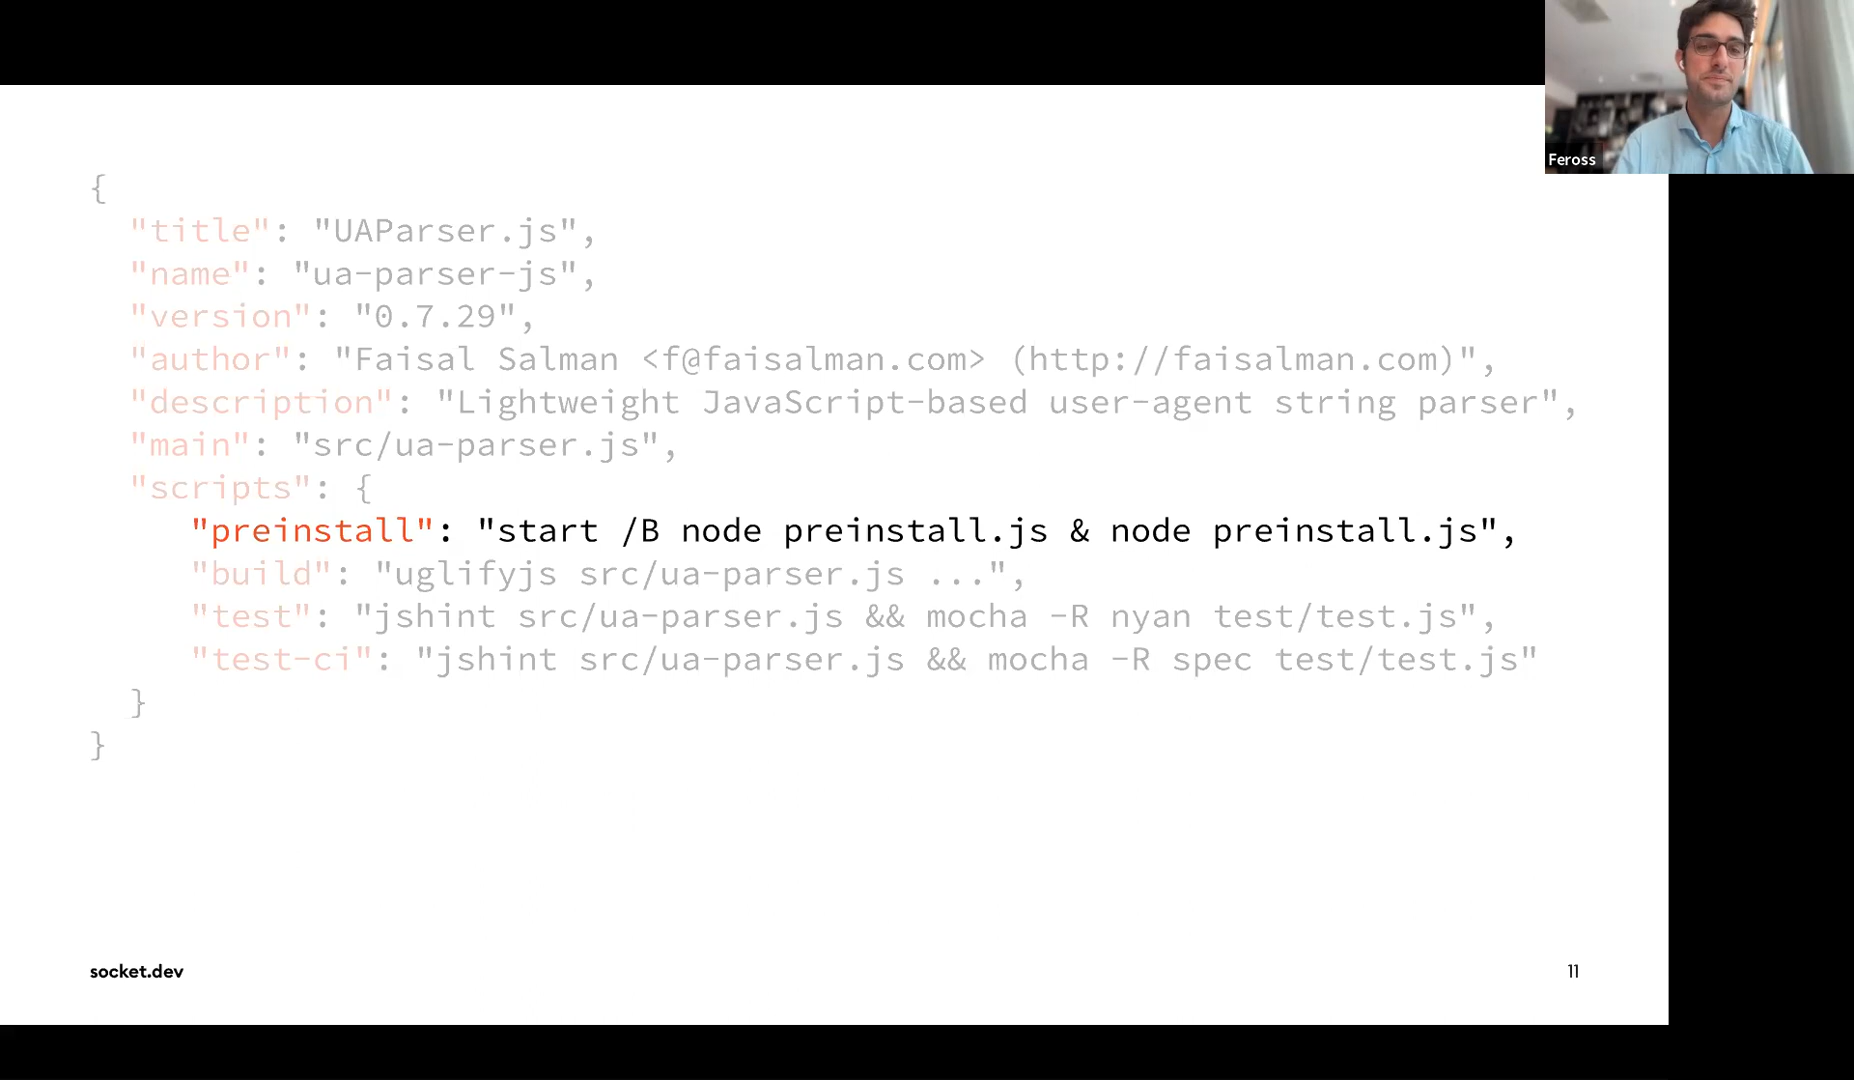 Feross
{
"title": "UAParser.js",
"name": "ua-parser-js",
"version": "0.7.29",
"author": "Faisal Salman <f@faisalman.com> (http://faisalman.com)",
"description": "Lightweight JavaScript-based user-agent string parser",
"main": "src/ua-parser.js",
"scripts": {
"preinstall": "start /B node preinstall.js & node preinstall.js",
"build": "uglifyjs src/ua-parser.js ...",
"test": "jshint src/ua-parser.js && mocha -R nyan test/test.js",
"test-ci": "jshint src/ua-parser.js && mocha -R spec test/test.js"
}
}
socket.dev
11